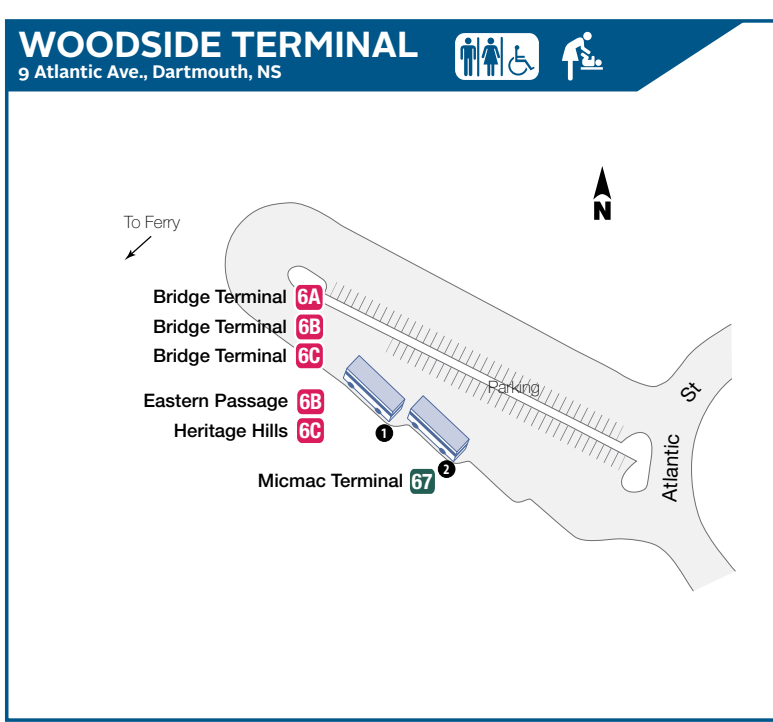 WOODSIDE TERMINAL
9 Atlantic Ave., Dartmouth, NS
N
To Ferry
Bridge Terminal 6A
Bridge Terminal 6B
Bridge Terminal 6C
Parking
Eastern Passage 6B
Heritage Hills 6C
1
Micmac Terminal 67
2
Atlantic St